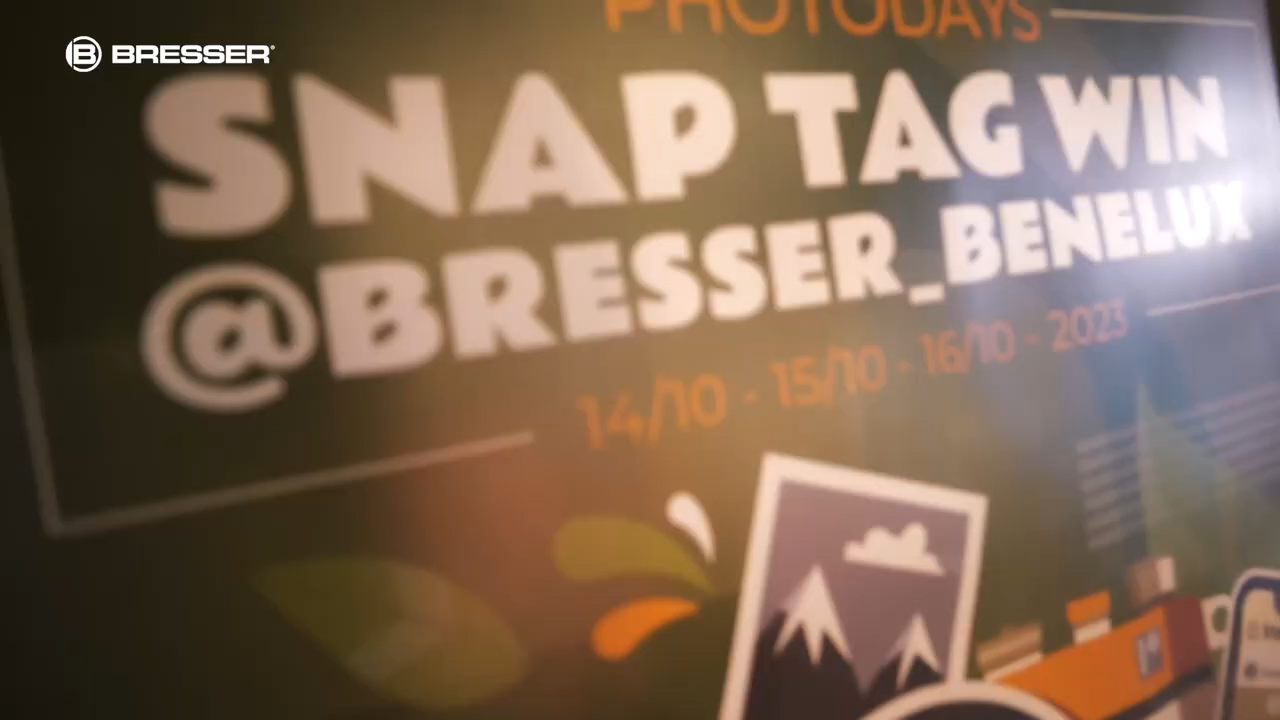 BRESSER
PHOTODAYS
SNAP TAG WIN
@BRESSER_BENELUX
14/10 - 15/10 - 16/10 - 2023